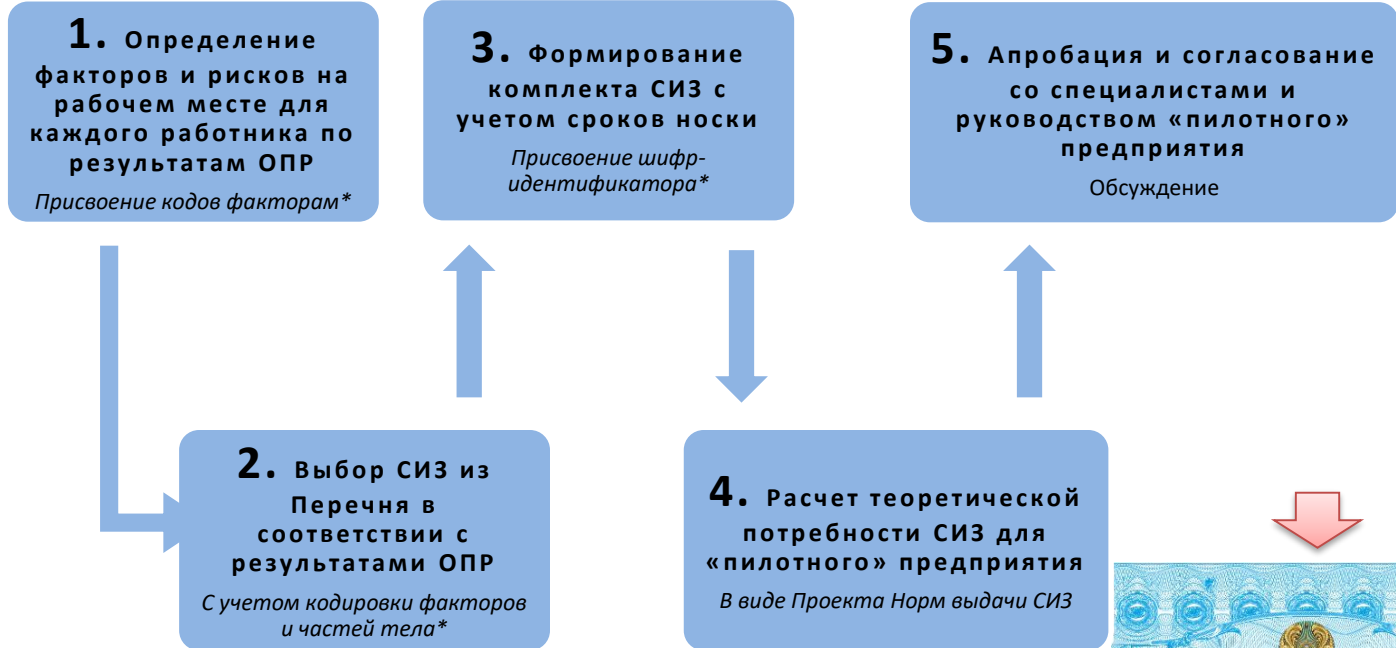 1. Определение
факторов и рисков на
рабочем месте для
каждого работника по
результатам ОПР
Присвоение кодов факторам*
2. Выбор СИЗ из
Перечня в
соответствии с
результатами ОПР
С учетом кодировки факторов
и частей тела*
3. Формирование
комплекта СИЗ с
учетом сроков носки
Присвоение шифр-
идентификатора*
4. Расчет теоретической
потребности СИЗ для
«пилотного» предприятия
В виде Проекта Норм выдачи СИЗ
5. Апробация и согласование
со специалистами и
руководством «пилотного»
предприятия
Обсуждение